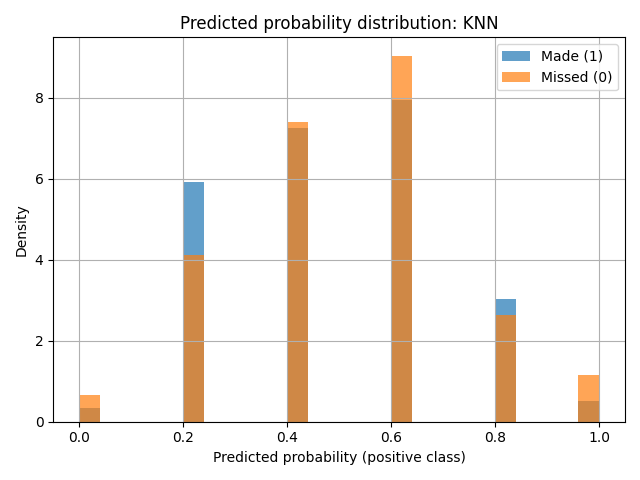 Predicted probability distribution: KNN
Made (1)
Missed (0)
Density
8
6
4
2
0
0.0 0.2 0.4 0.6 0.8 1.0
Predicted probability (positive class)